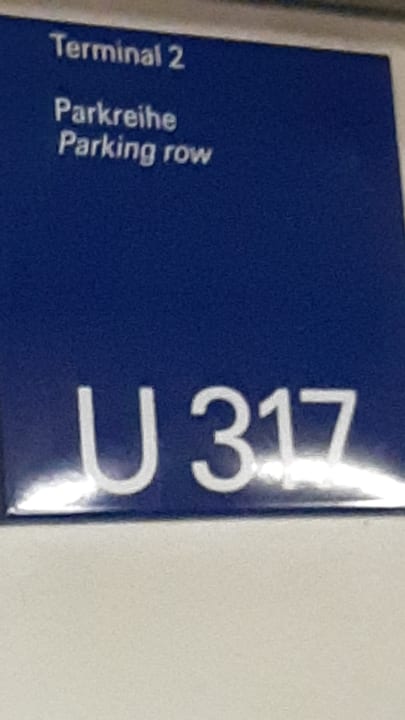 Terminal 2
Parkreihe
Parking row
U 317